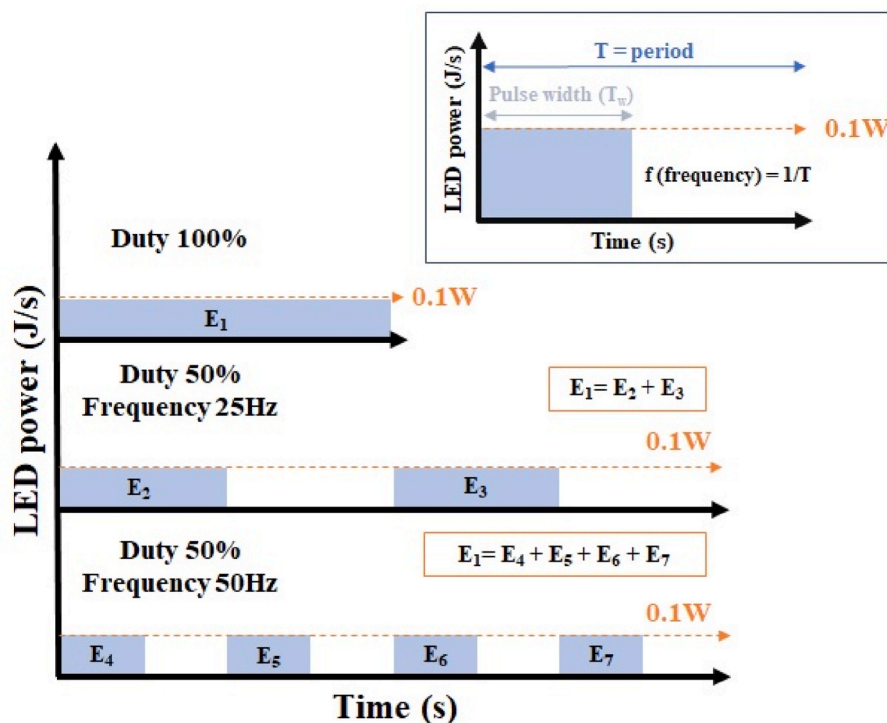 LED power (J/s)
T = period
Pulse width (Tw)
0.1W
f (frequency) = 1/T
Time (s)
LED power (J/s)
Duty 100%
0.1W
E1
Duty 50%
Frequency 25Hz
E1= E2 + E3
0.1W
E2
E3
Duty 50%
Frequency 50Hz
E1= E4 + E5 + E6 + E7
0.1W
E4
E5
E6
E7
Time (s)